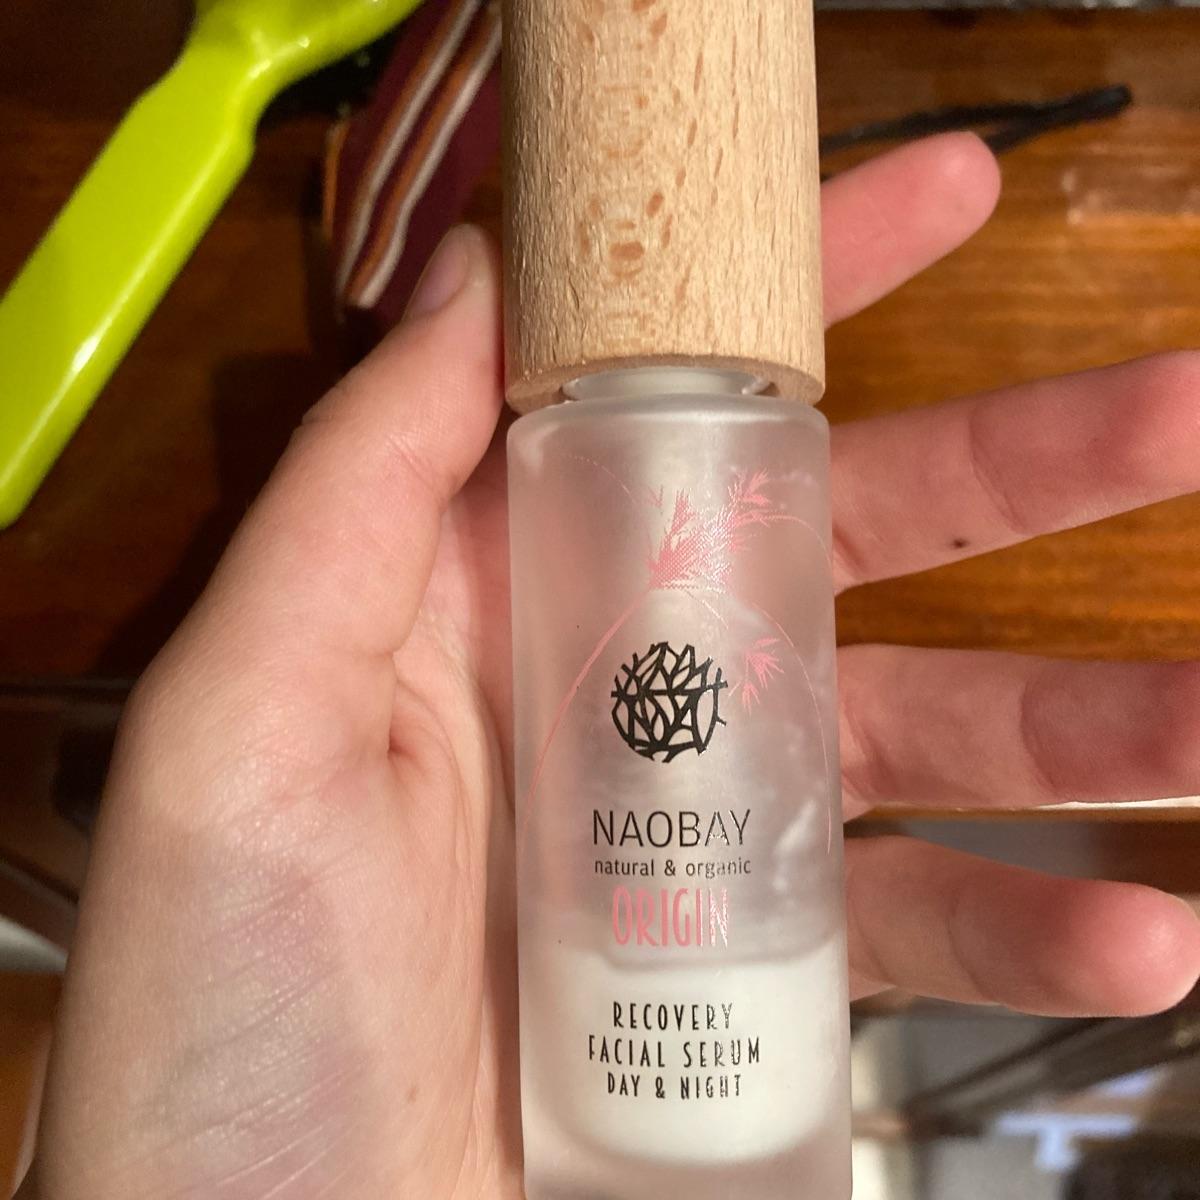 NAOBAY
natural & organic
ORIGIN
RECOVERY
FACIAL SERUM
DAY & NIGHT